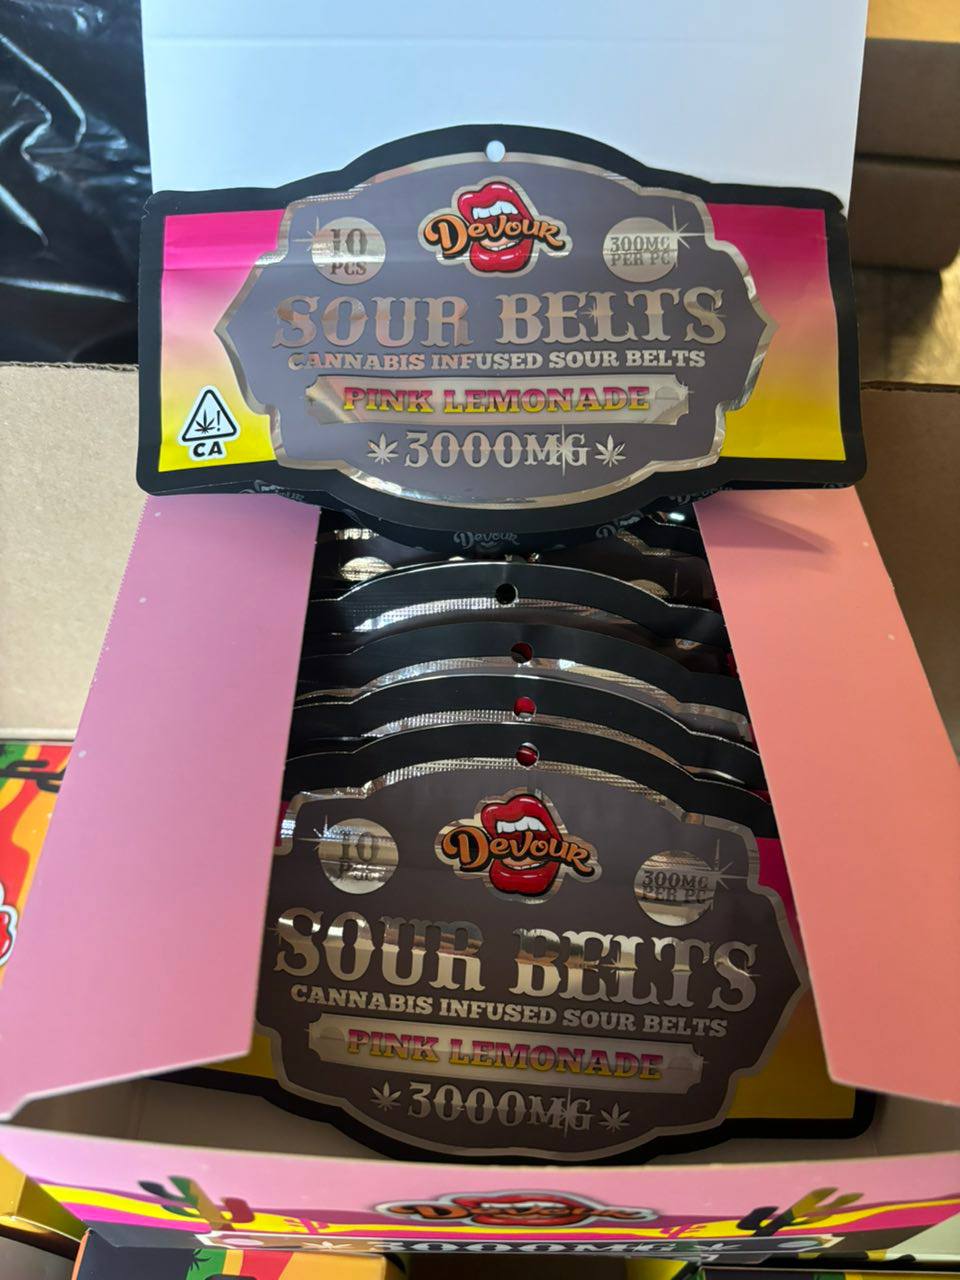 Devour
10
PCS
300MG
PER PC
SOUR BELTS
CANNABIS INFUSED SOUR BELTS
PINK LEMONADE
3000MG
CA
Devour
Devour
10
300MG
PER PC
SOUR BELTS
CANNABIS INFUSED SOUR BELTS
PINK LEMONADE
3000MG
Devour
3000MG